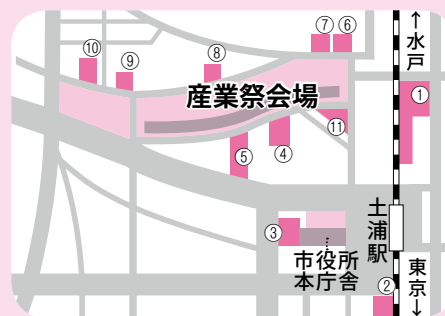 ↑水戸
⑦
⑥
⑧
⑩
⑨
①
産業祭会場
⑪
④
⑤
土浦駅
③
市役所
本庁舎
②
東京↓